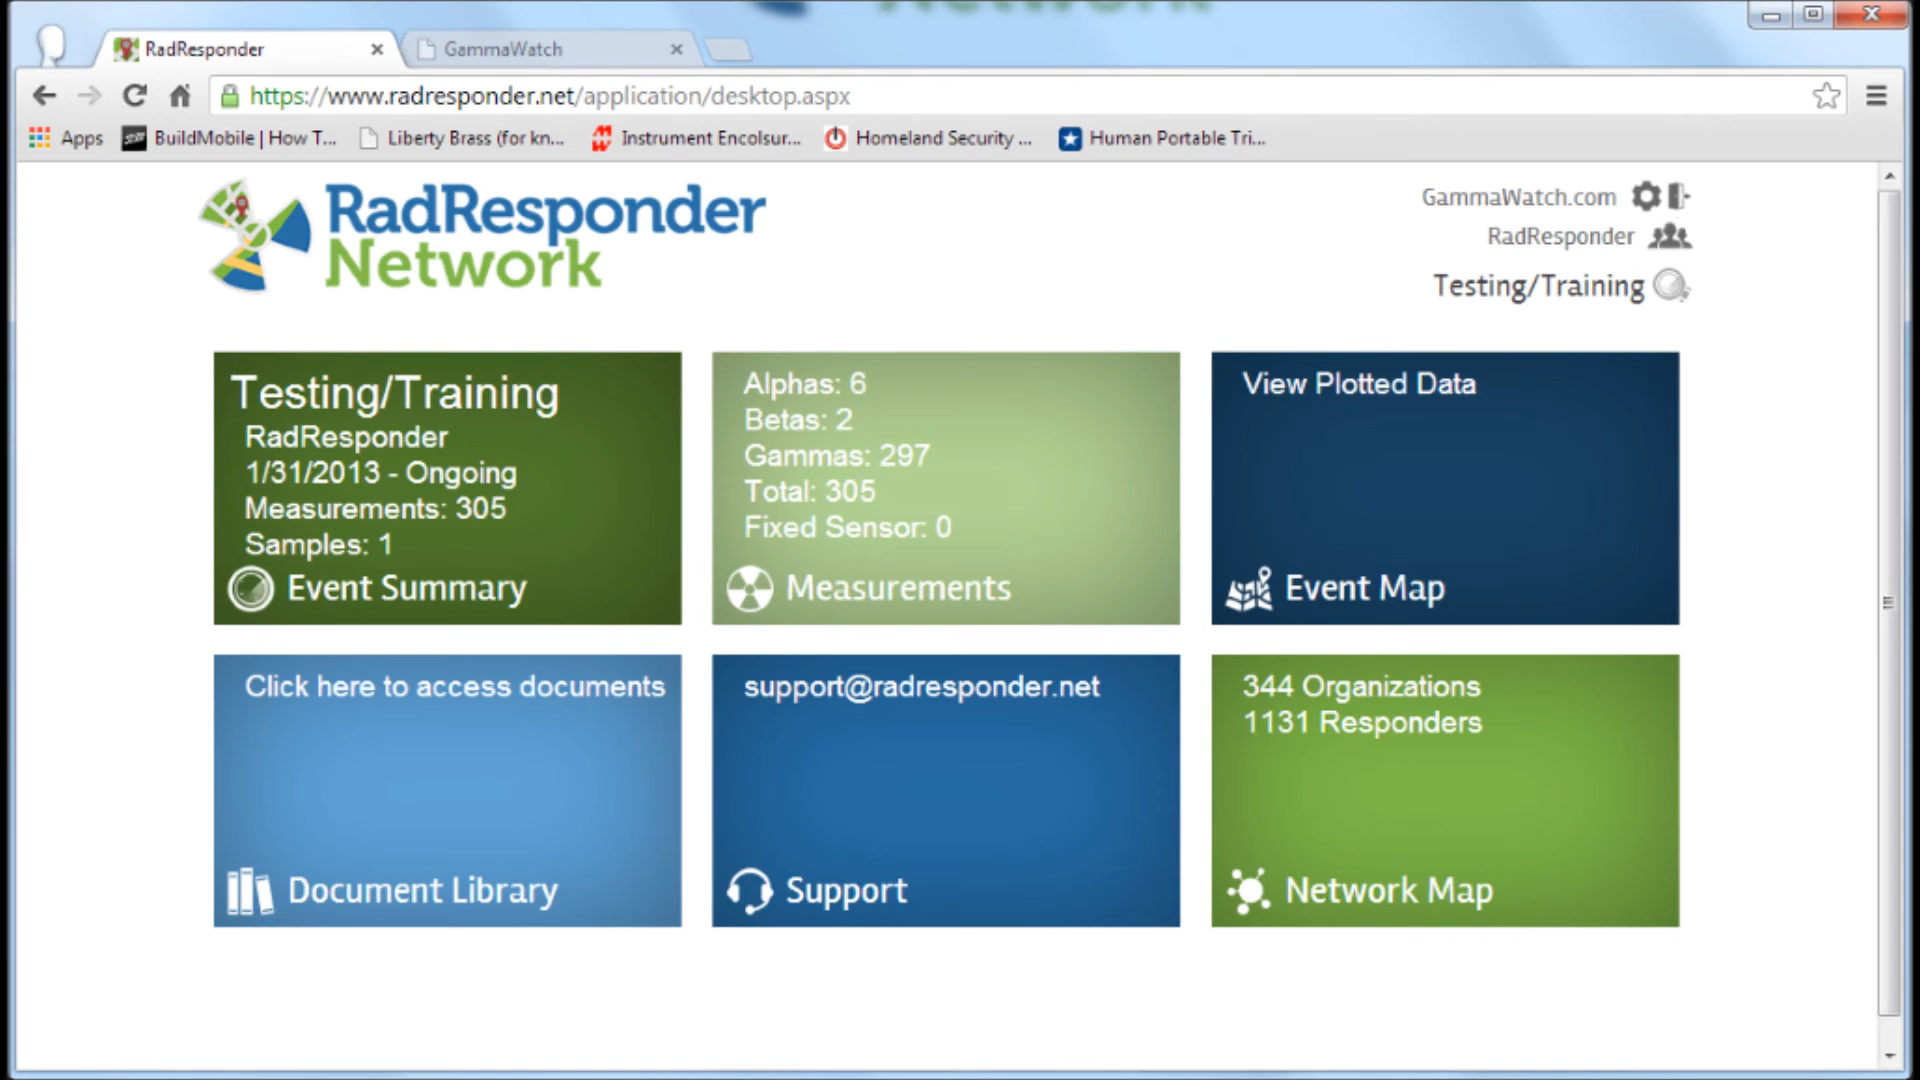 Network
RadResponder
GammaWatch
https://www.radresponder.net/application/desktop.aspx
Apps
BuildMobile | How T...
Liberty Brass (for kn...
Instrument Encolsur...
Homeland Security ...
Human Portable Tri...
RadResponder
Network
GammaWatch.com
RadResponder
Testing/Training
Testing/Training
RadResponder
1/31/2013 - Ongoing
Measurements: 305
Samples: 1
Event Summary
Alphas: 6
Betas: 2
Gammas: 297
Total: 305
Fixed Sensor: 0
Measurements
View Plotted Data
Event Map
Click here to access documents
Document Library
support@radresponder.net
Support
344 Organizations
1131 Responders
Network Map